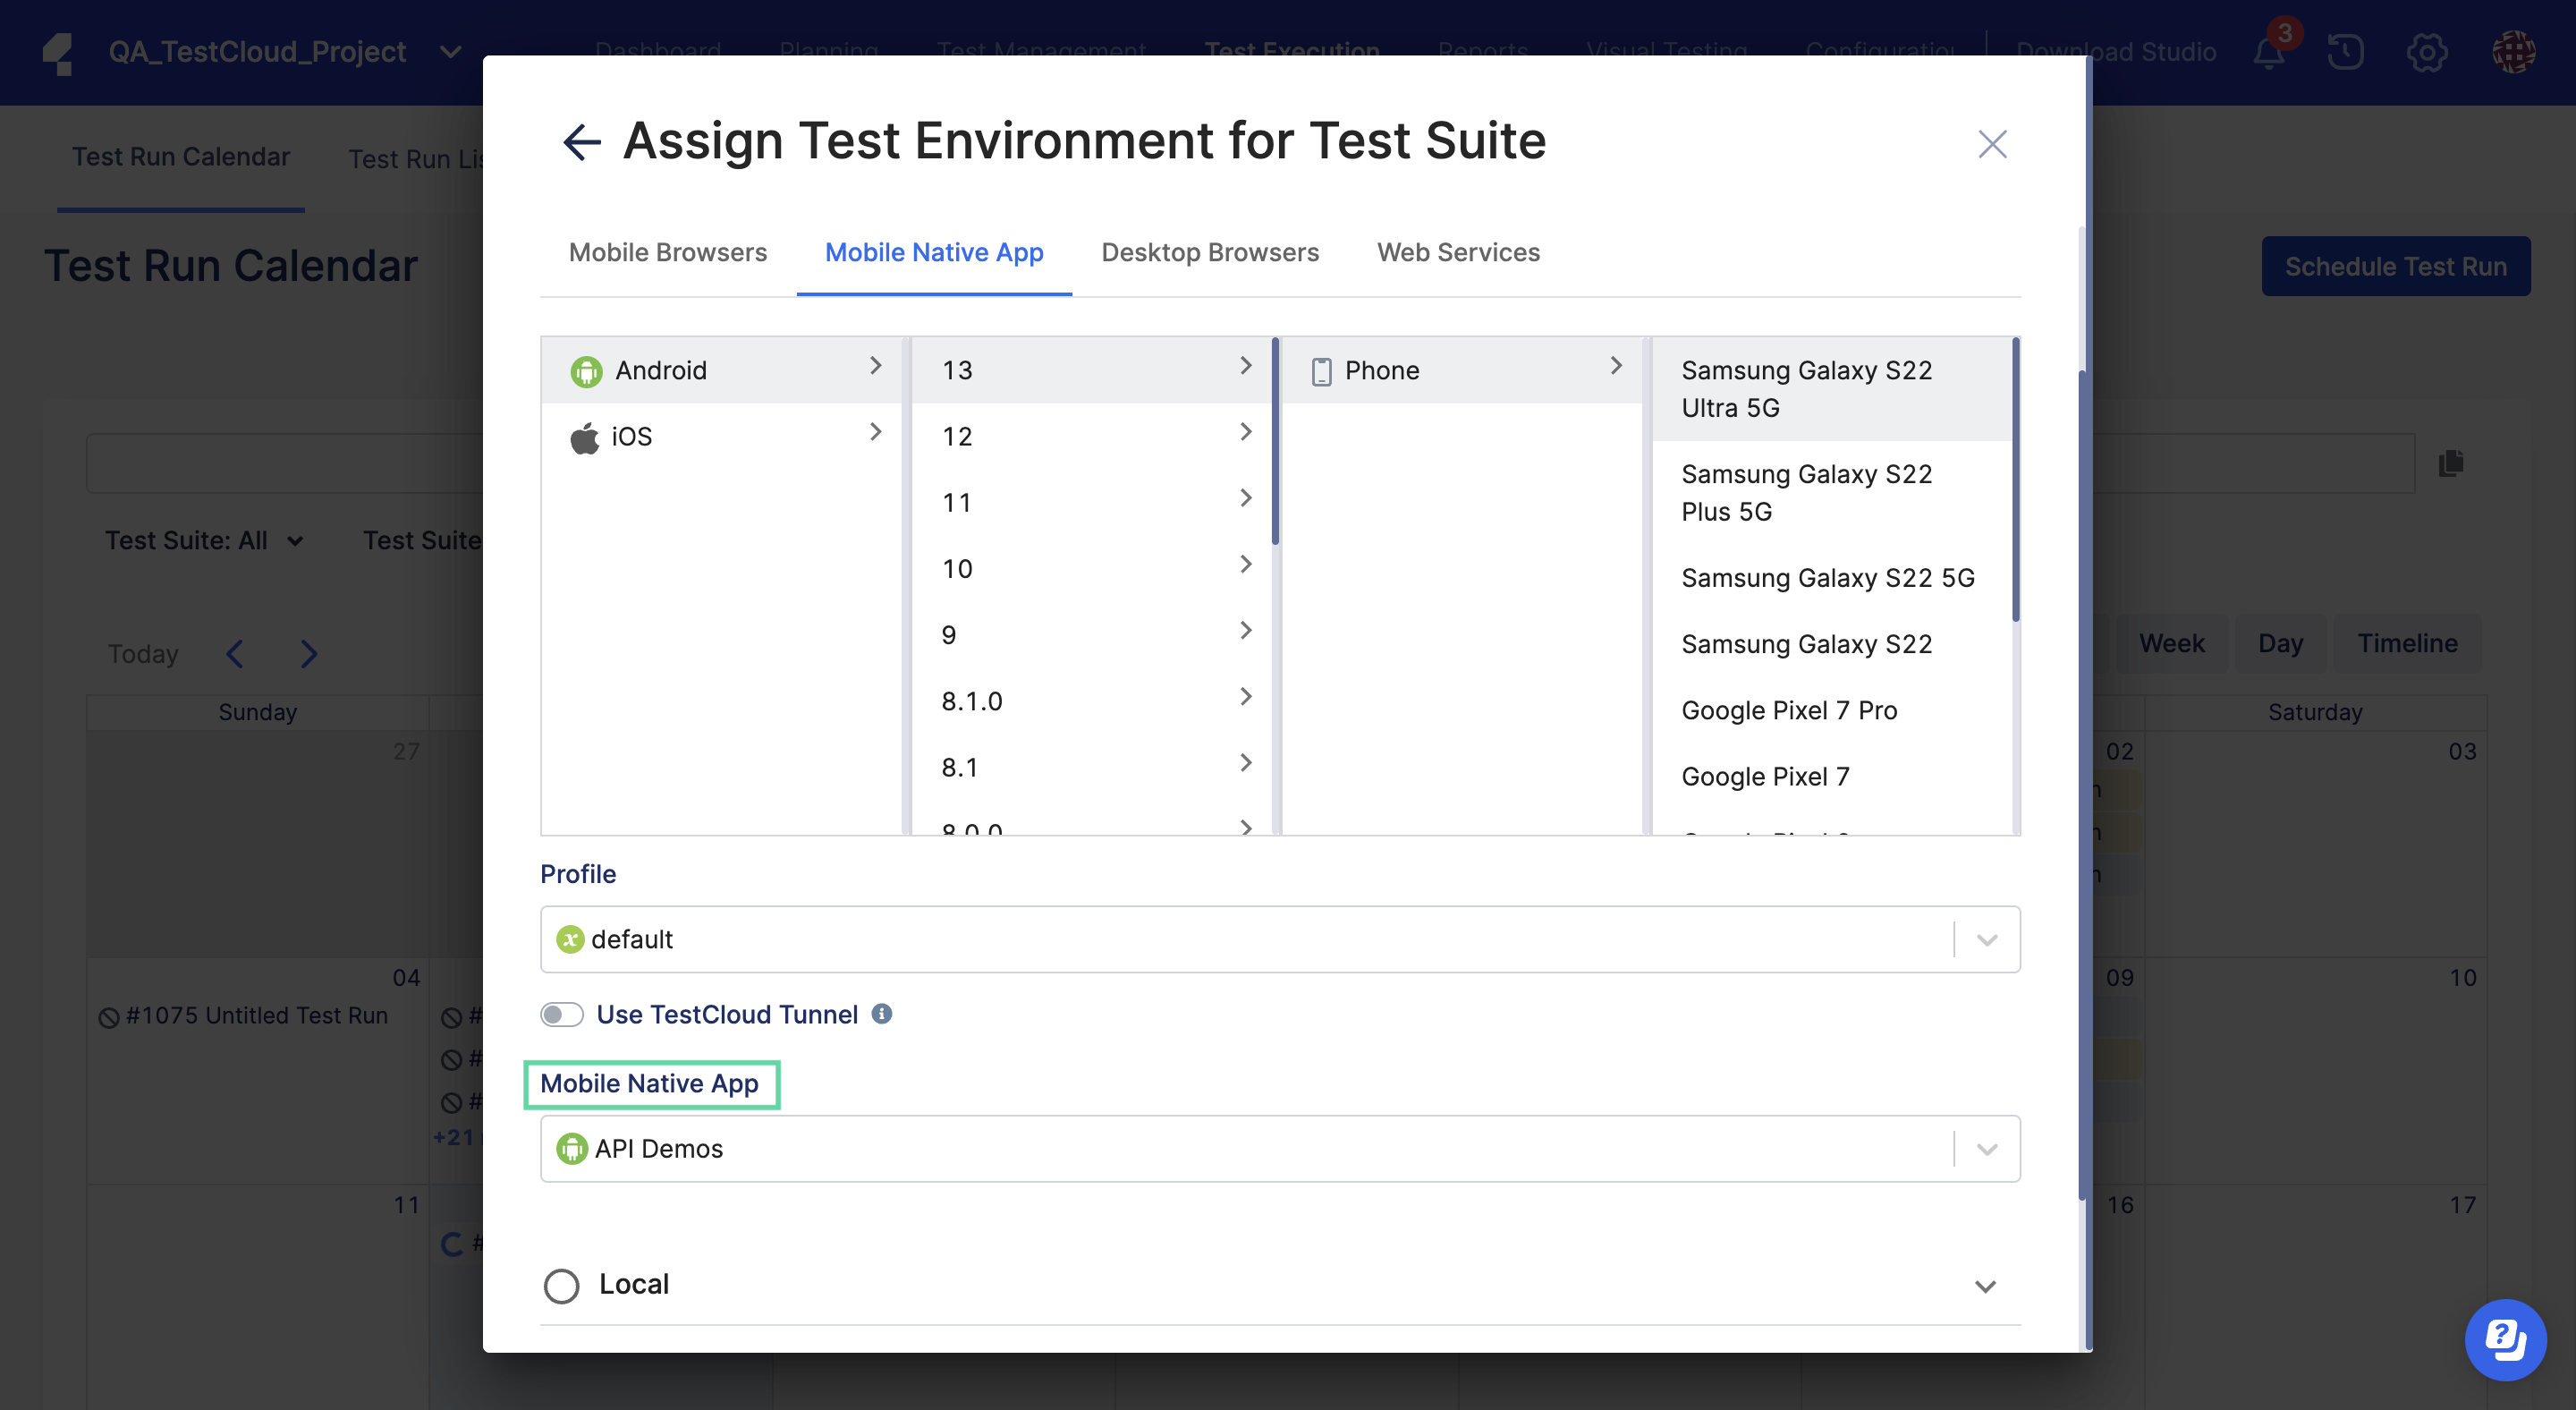 QA_TestCloud_Project
Dashboard
Planning
Test Management
Test Execution
Reports
Visual Testing
Download Studio
3
Test Run Calendar
Test Run
Test Run Calendar
Schedule Test Run
Test Suite: All
Test Suite
Today
Week
Day
Timeline
Sunday
Saturday
27
02
03
04
#1075 Untitled Test Run
#
#
#
+21
09
10
11
#
16
17
Assign Test Environment for Test Suite
Mobile Browsers
Mobile Native App
Desktop Browsers
Web Services
Android
iOS
13
12
11
10
9
8.1.0
8.1
8.0.0
Phone
Samsung Galaxy S22
Ultra 5G
Samsung Galaxy S22
Plus 5G
Samsung Galaxy S22 5G
Samsung Galaxy S22
Google Pixel 7 Pro
Google Pixel 7
Profile
default
Use TestCloud Tunnel
Mobile Native App
API Demos
Local